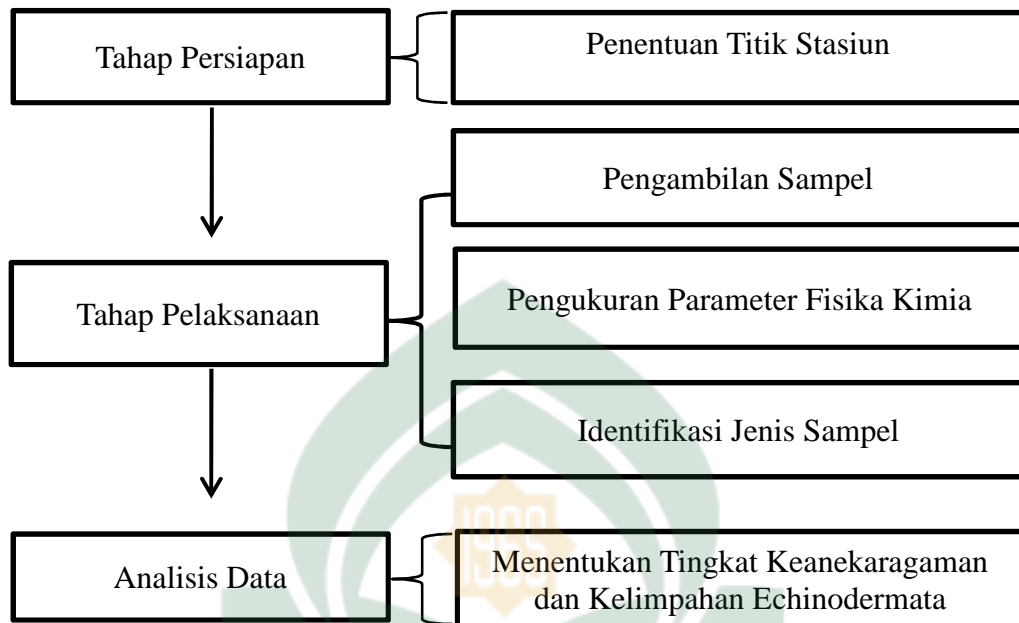 Tahap Persiapan
Penentuan Titik Stasiun
Pengambilan Sampel
Tahap Pelaksanaan
Pengukuran Parameter Fisika Kimia
Identifikasi Jenis Sampel
Analisis Data
Menentukan Tingkat Keanekaragaman
dan Kelimpahan Echinodermata
1965